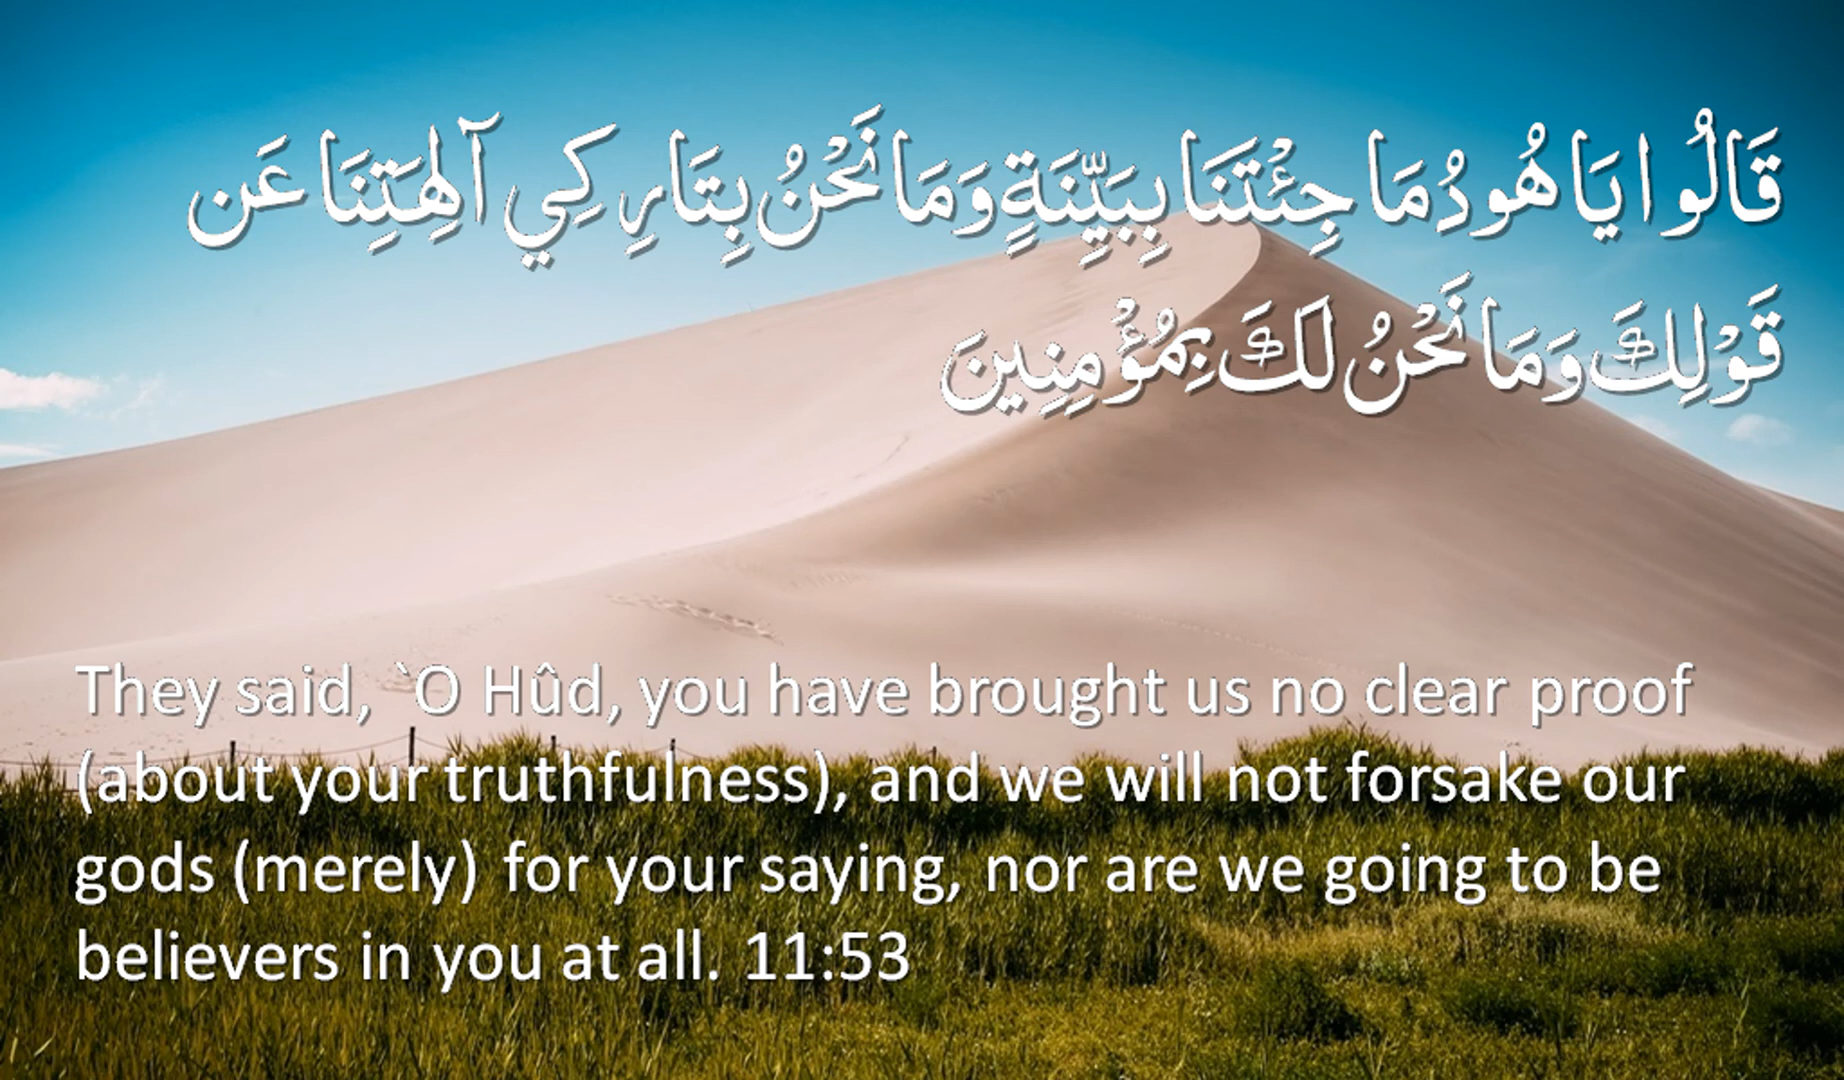 قَالُوا يَا هُودُ مَا جِئْتَنَا بِبَيِّنَةٍ وَمَا نَحْنُ بِتَارِكِي آلِهَتِنَا عَن
قَوْلِكَ وَمَا نَحْنُ لَكَ بِمُؤْمِنِينَ
They said, `O Hûd, you have brought us no clear proof
(about your truthfulness), and we will not forsake our
gods (merely) for your saying, nor are we going to be
believers in you at all. 11:53